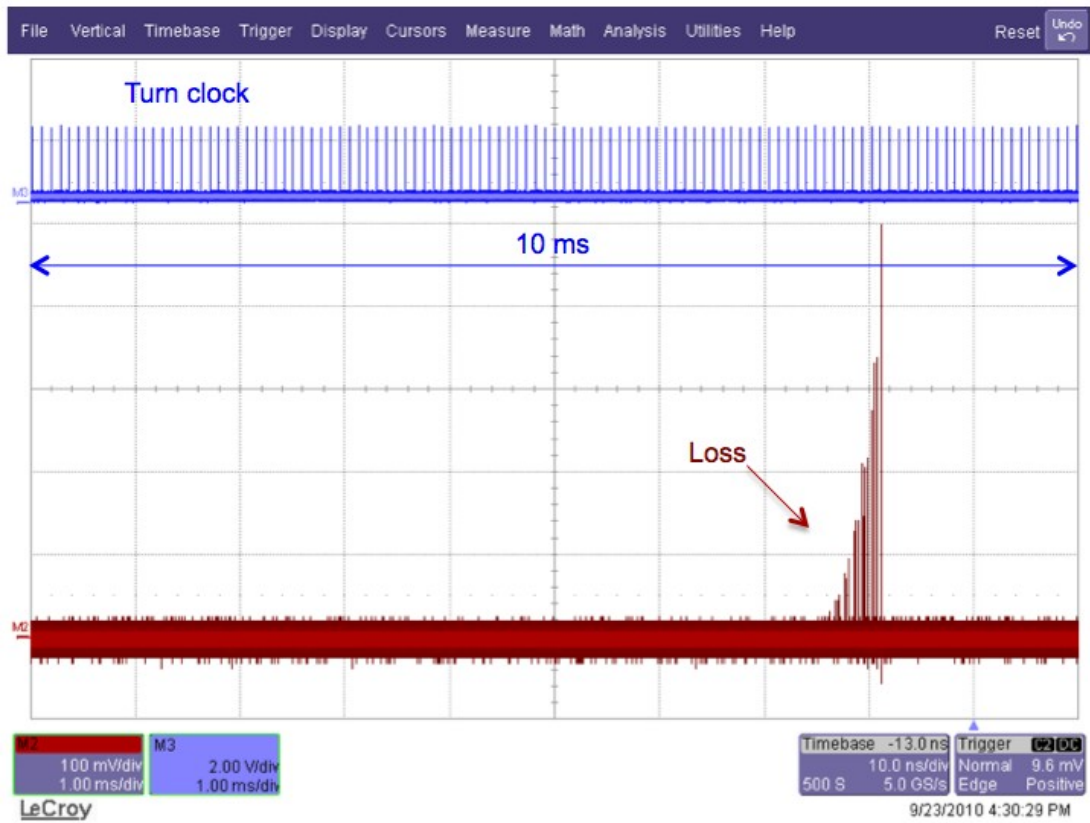 File Vertical Timebase Trigger Display Cursors Measure Math Analysis Utilities Help Reset Undo
Turn clock
M3
10 ms
Loss
M2
M2
100 mV/div
1.00 ms/div
M3
2.00 V/div
1.00 ms/div
Timebase -13.0 ns
10.0 ns/div
500 S 5.0 GS/s
Trigger C2 DC
Normal 9.6 mV
Edge Positive
LeCroy
9/23/2010 4:30:29 PM